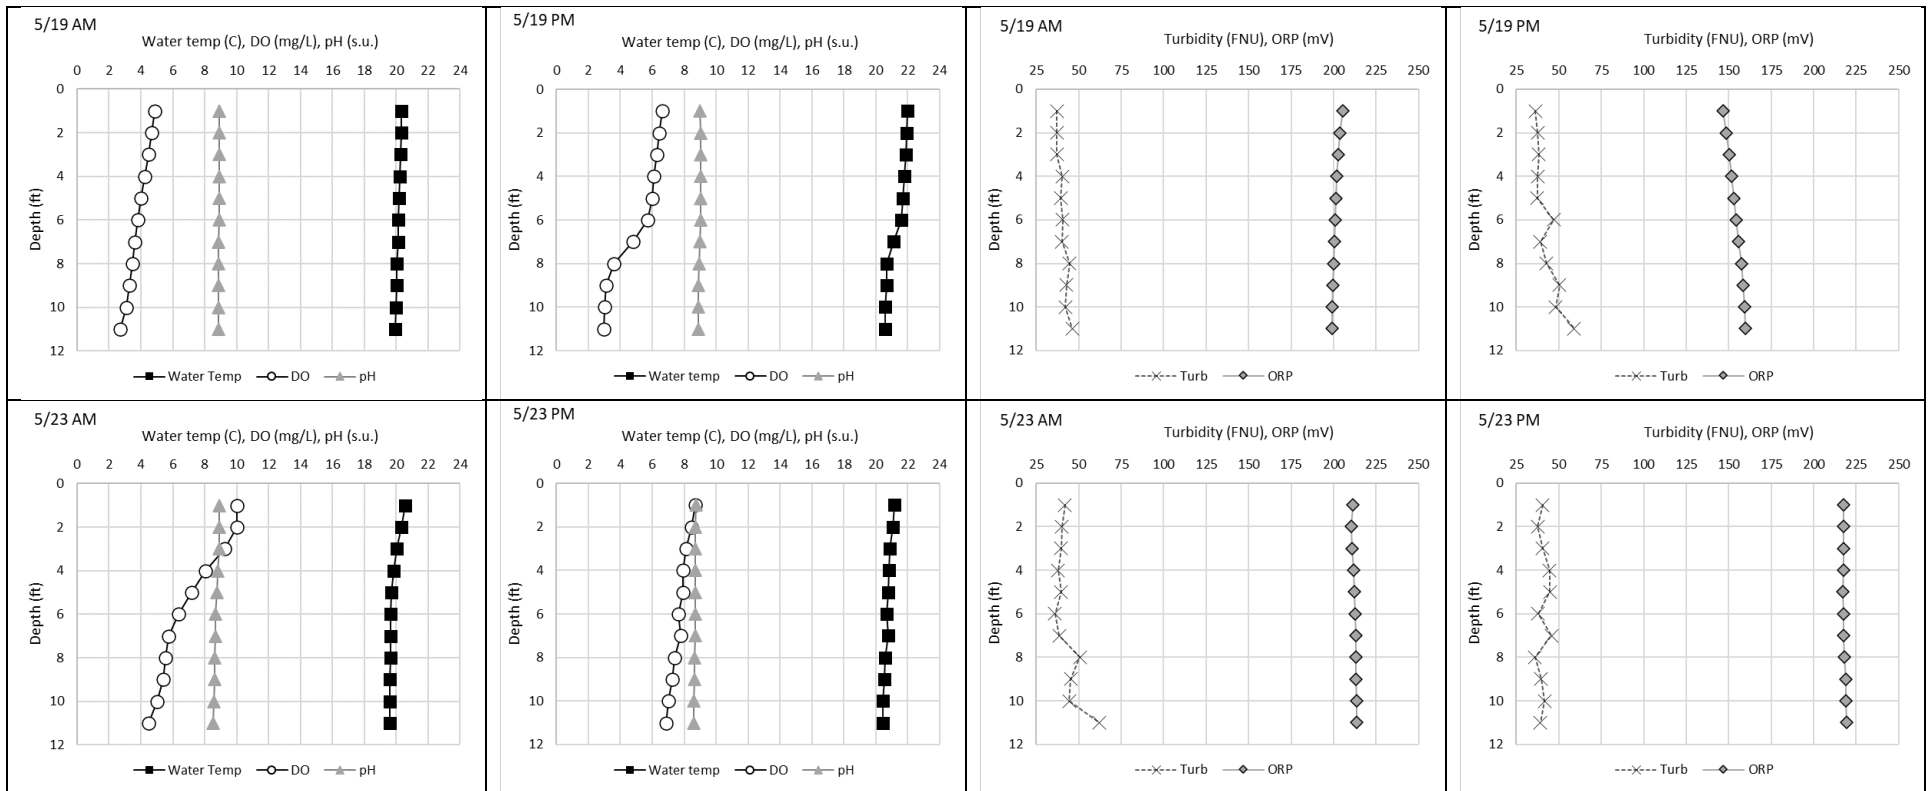 5/19 AM
Water temp (C), DO (mg/L), pH (s.u.)
0 2 4 6 8 10 12 14 16 18 20 22 24
0
2
4
6
8
10
12
Depth (ft)
Water Temp DO pH
5/19 PM
Water temp (C), DO (mg/L), pH (s.u.)
0 2 4 6 8 10 12 14 16 18 20 22 24
0
2
4
6
8
10
12
Depth (ft)
Water temp DO pH
5/19 AM
Turbidity (FNU), ORP (mV)
25 50 75 100 125 150 175 200 225 250
0
2
4
6
8
10
12
Depth (ft)
Turb ORP
5/19 PM
Turbidity (FNU), ORP (mV)
25 50 75 100 125 150 175 200 225 250
0
2
4
6
8
10
12
Depth (ft)
Turb ORP
5/23 AM
Water temp (C), DO (mg/L), pH (s.u.)
0 2 4 6 8 10 12 14 16 18 20 22 24
0
2
4
6
8
10
12
Depth (ft)
Water Temp DO pH
5/23 PM
Water temp (C), DO (mg/L), pH (s.u.)
0 2 4 6 8 10 12 14 16 18 20 22 24
0
2
4
6
8
10
12
Depth (ft)
Water temp DO pH
5/23 AM
Turbidity (FNU), ORP (mV)
25 50 75 100 125 150 175 200 225 250
0
2
4
6
8
10
12
Depth (ft)
Turb ORP
5/23 PM
Turbidity (FNU), ORP (mV)
25 50 75 100 125 150 175 200 225 250
0
2
4
6
8
10
12
Depth (ft)
Turb ORP